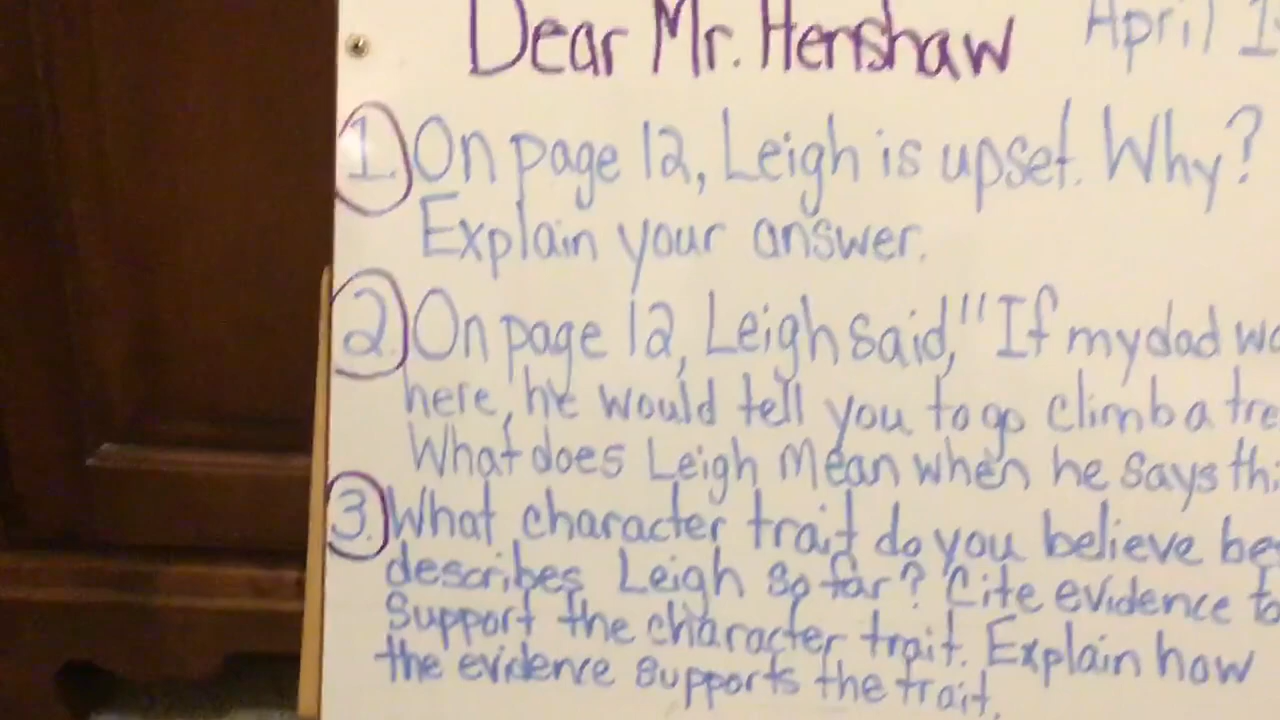 Dear Mr. Henshaw April 1
1. On page 12, Leigh is upset. Why?
Explain your answer.
2. On page 12, Leigh said, "If my dad
here, he would tell you to go climb a
What does Leigh Mean when he says
3. What character trait do you believe
describes Leigh so far? Cite evidence to
Support the character trait. Explain how
the evidence supports the trait.